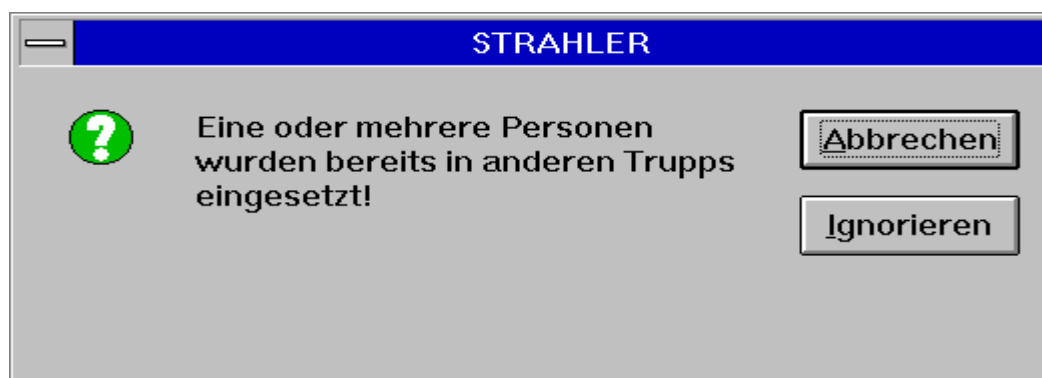 STRAHLER
Eine oder mehrere Personen
wurden bereits in anderen Trupps
eingesetzt!
Abbrechen
Ignorieren